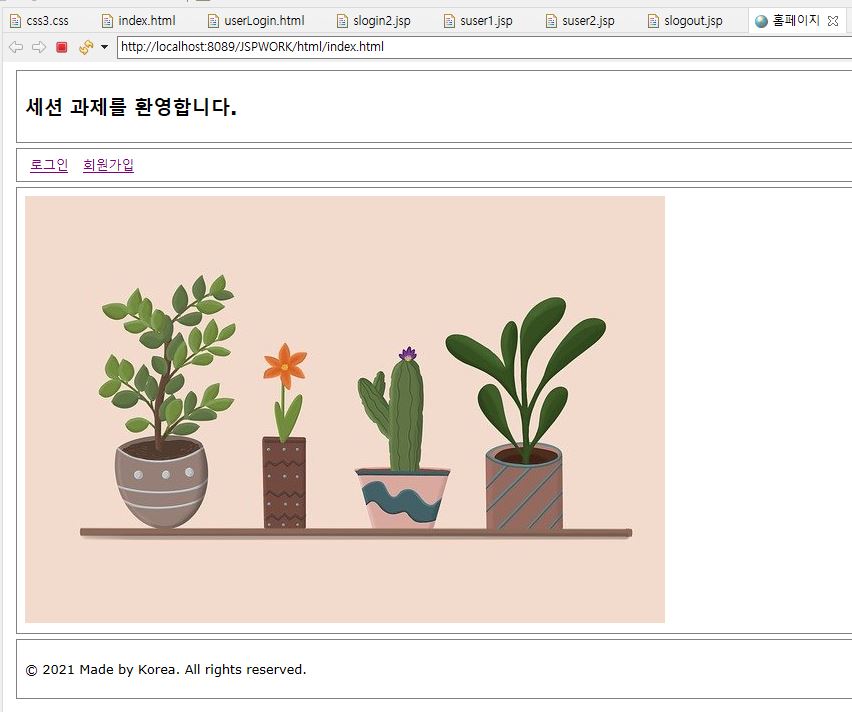 css3.css index.html userLogin.html slogin2.jsp suser1.jsp suser2.jsp slogout.jsp 홈페이지
http://localhost:8089/JSPWORK/html/index.html
세션 과제를 환영합니다.
로그인 회원가입
© 2021 Made by Korea. All rights reserved.